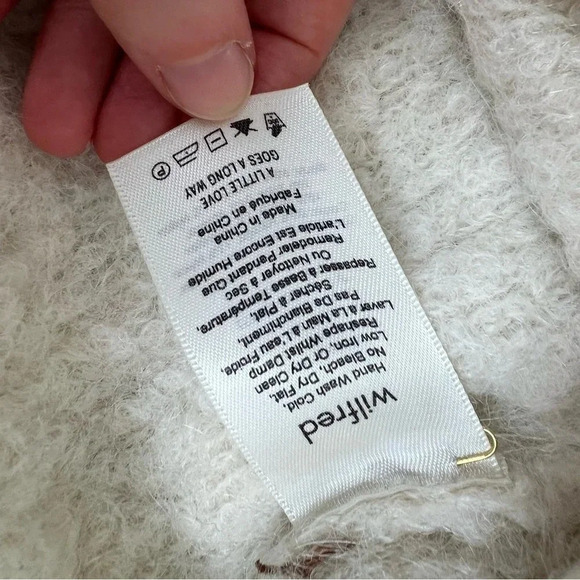 wilfred
Hand Wash Cold,
No Bleach, Dry Flat,
Low Iron, Or Dry Clean
Reshape Whilst Damp
Laver à La Main à L'eau Froide,
Pas De Blanchiment,
Sécher à Plat,
Repasser à Basse Température,
Ou Nettoyer à Sec
Remodeler Pendant Que
L'article Est Encore Humide
Made in China
Fabriqué en Chine
A LITTLE LOVE
GOES A LONG WAY
P